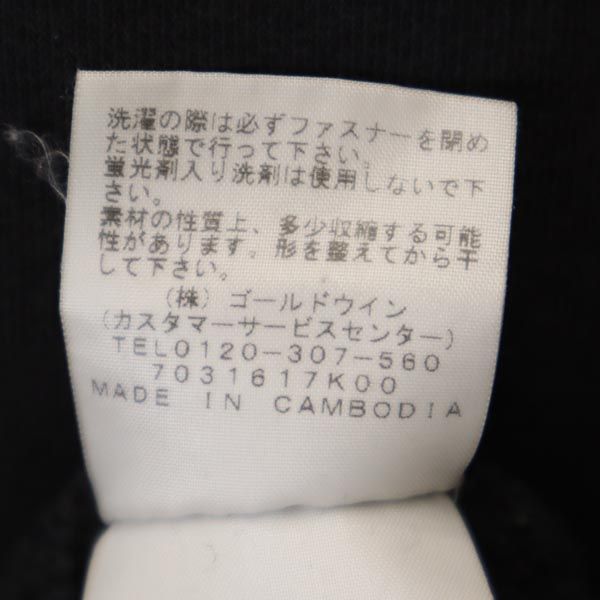 洗濯の際は必ずファスナーを閉め
た状態で行って下さい。
蛍光剤入り洗剤は使用しないで下
さい。
素材の性質上、多少収縮する可能
性があります。形を整えてから干
して下さい。
(株) ゴールドウイン
(カスタマーサービスセンター)
TEL0120-307-560
7031617K00
MADE IN CAMBODIA